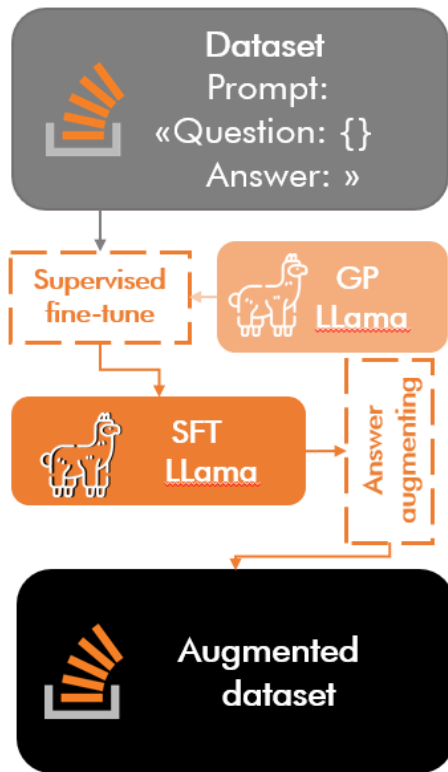 Dataset
Prompt:
«Question: {}
Answer: »
Supervised
fine-tune
GP
LLama
SFT
LLama
Answer
augmenting
Augmented
dataset